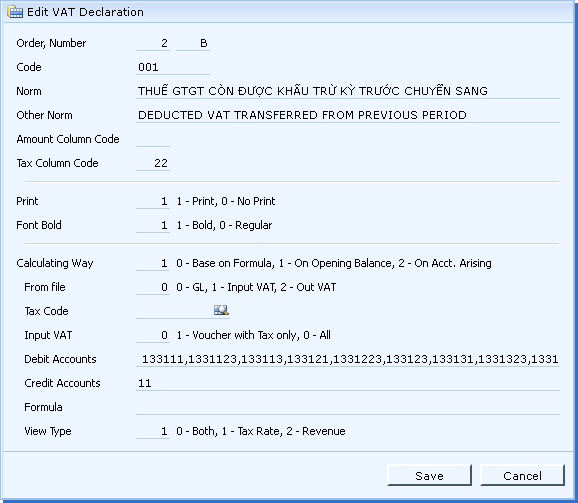 Edit VAT Declaration
Order, Number 2 B
Code 001
Norm THUẾ GTGT CÒN ĐƯỢC KHẤU TRỪ KỲ TRƯỚC CHUYỂN SANG
Other Norm DEDUCTED VAT TRANSFERRED FROM PREVIOUS PERIOD
Amount Column Code
Tax Column Code 22
Print 1 1 - Print, 0 - No Print
Font Bold 1 1 - Bold, 0 - Regular
Calculating Way 1 0 - Base on Formula, 1 - On Opening Balance, 2 - On Acct. Arising
From file 0 0 - GL, 1 - Input VAT, 2 - Out VAT
Tax Code
Input VAT 0 1 - Voucher with Tax only, 0 - All
Debit Accounts 133111,1331123,133113,133121,1331223,133123,133131,1331323,1331
Credit Accounts 11
Formula
View Type 1 0 - Both, 1 - Tax Rate, 2 - Revenue
Save Cancel